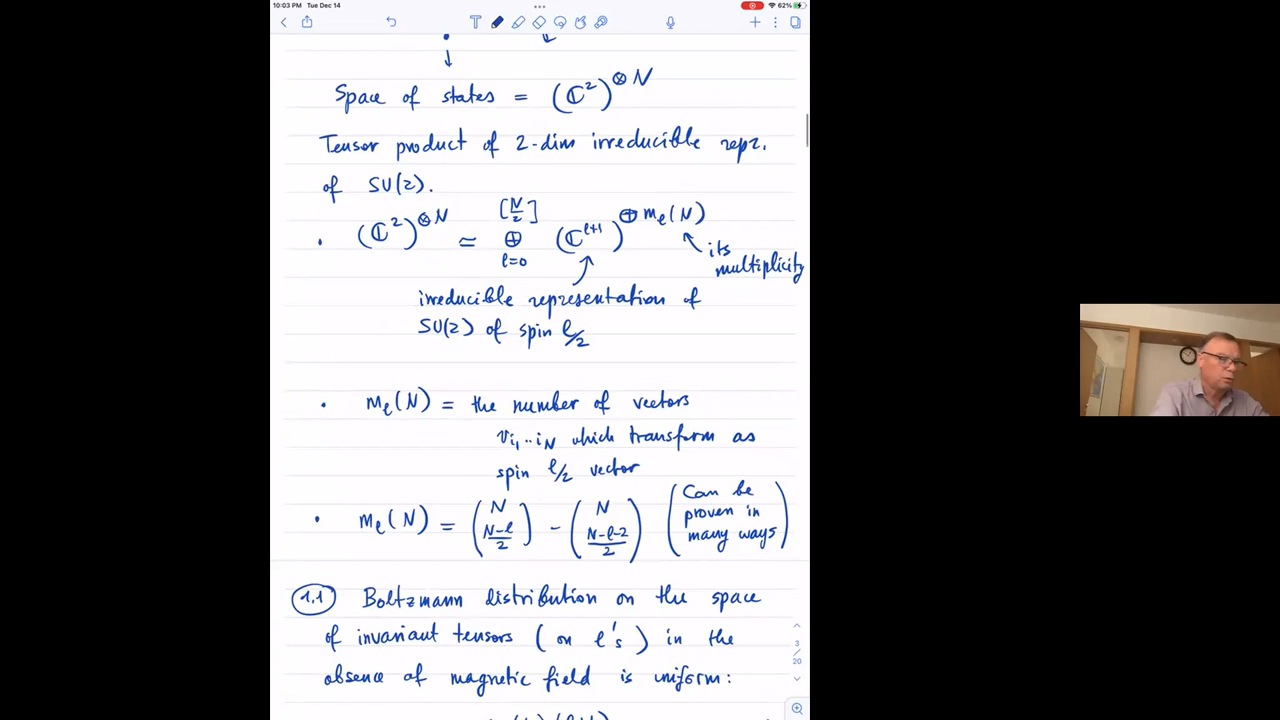 10:03 PM Tue Dec 14
62%
Space of states = (ℂ²)^{⊗N}
Tensor product of 2-dim irreducible repr.
of SU(2).
· (ℂ²)^{⊗N} ≃ ⊕_{l=0}^{[N/2]} (ℂ^{l+1})^{⊕ m_l(N)}
its
multiplicity
irreducible representation of
SU(2) of spin l/2
· m_l(N) = the number of vectors
v_{i_1..i_N} which transform as
spin l/2 vector
· m_l(N) = (N over (N-l)/2) - (N over (N-l-2)/2) (Can be
proven in
many ways)
1.1 Boltzmann distribution on the space
of invariant tensors (on l's) in the
absence of magnetic field is uniform:
3
/
20